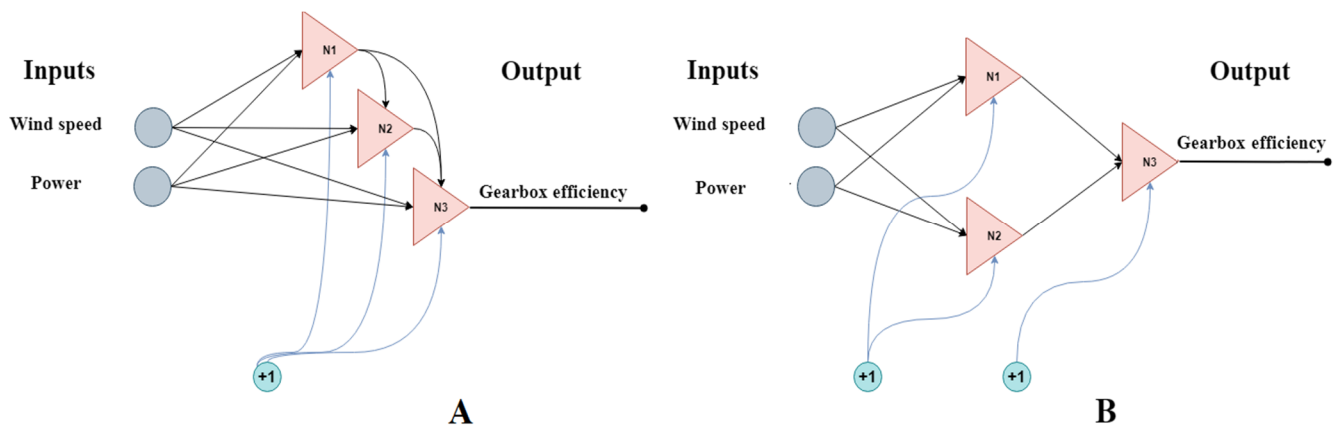 Inputs
Wind speed
Power
N1
N2
N3
Output
Gearbox efficiency
+1
A
Inputs
Wind speed
Power
N1
N2
N3
Output
Gearbox efficiency
+1
+1
B